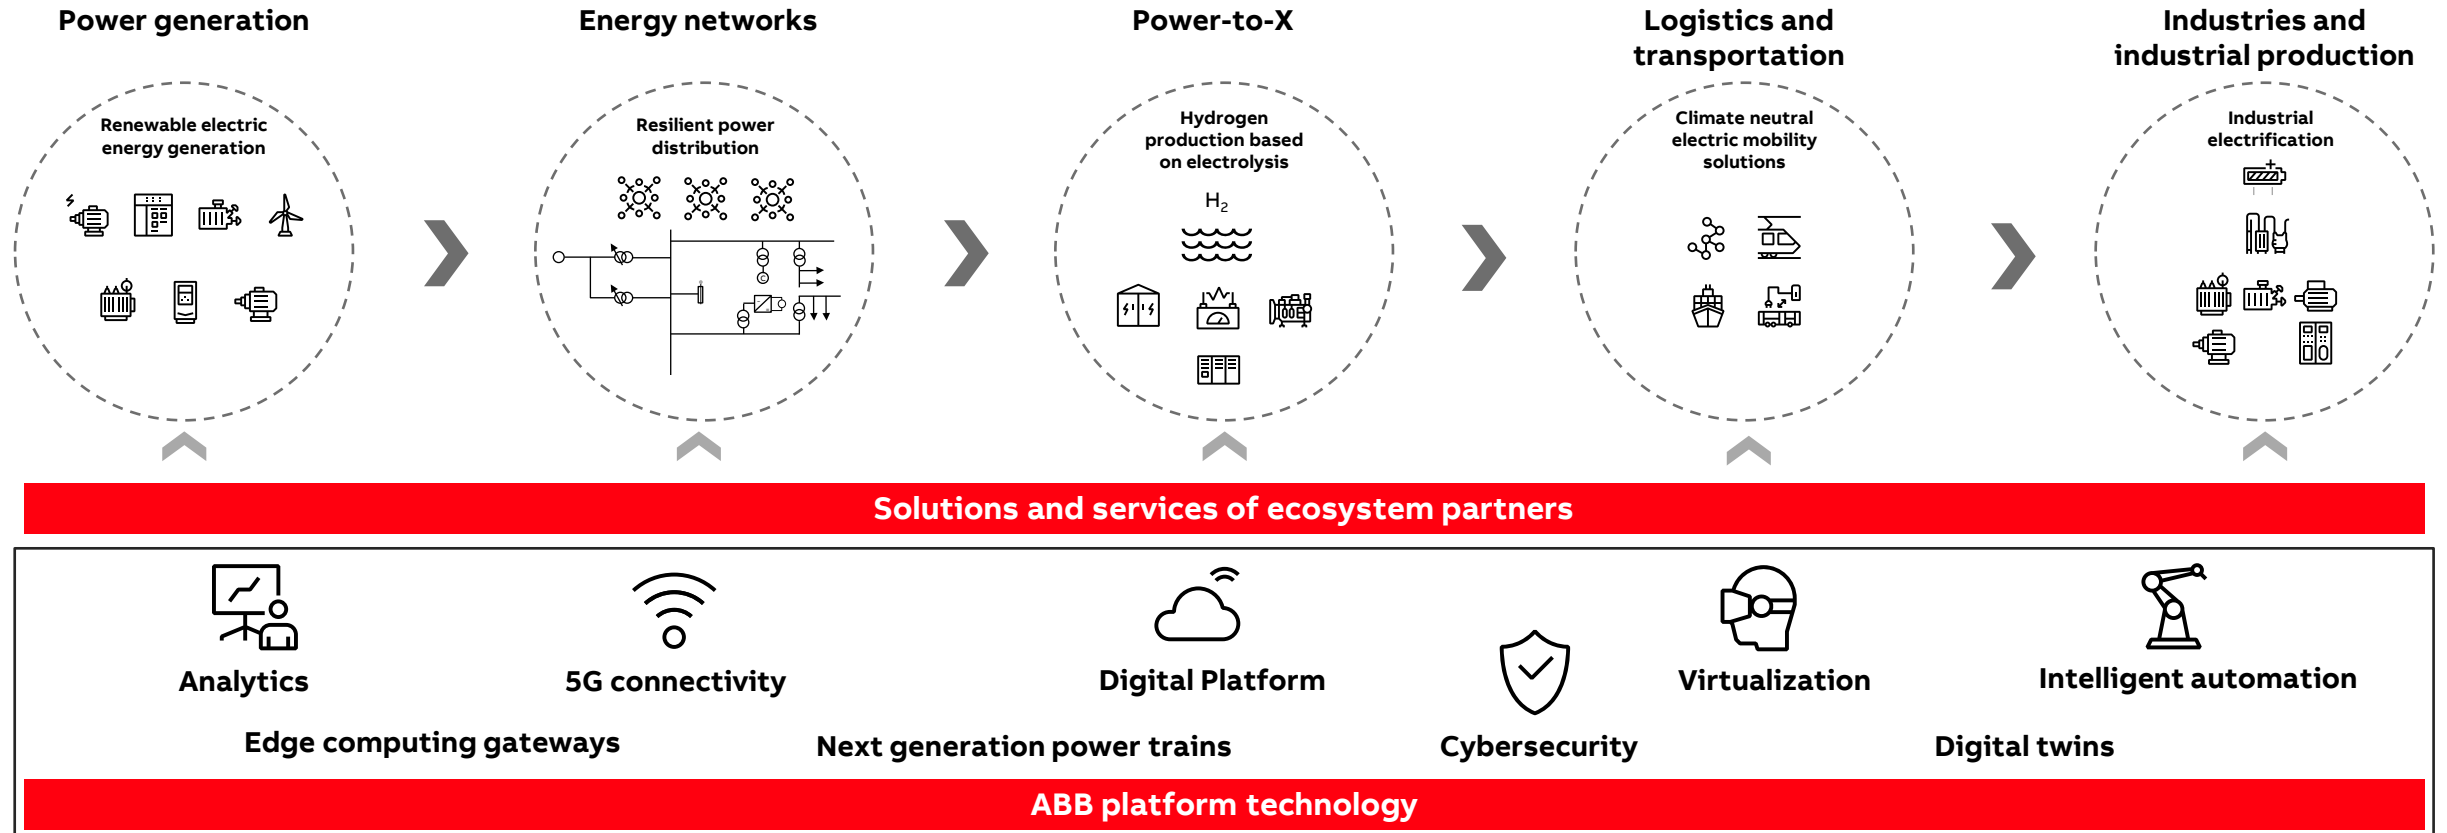 Power generation
Energy networks
Power-to-X
Logistics and
transportation
Industries and
industrial production
Renewable electric
energy generation
Resilient power
distribution
Hydrogen
production based
on electrolysis
H₂
Climate neutral
electric mobility
solutions
Industrial
electrification
C
Solutions and services of ecosystem partners
Analytics
5G connectivity
Digital Platform
Virtualization
Intelligent automation
Edge computing gateways
Next generation power trains
Cybersecurity
Digital twins
ABB platform technology